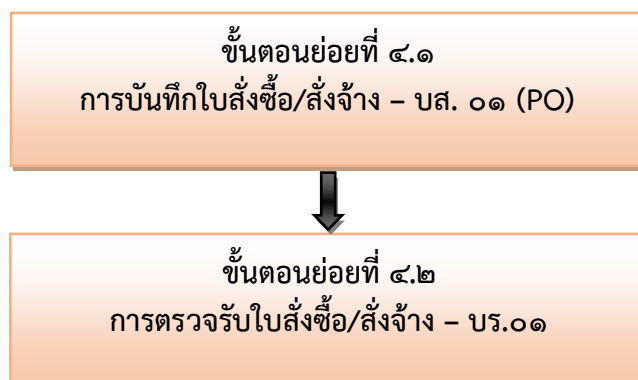 ขั้นตอนย่อยที่ ๔.๑
การบันทึกใบสั่งซื้อ/สั่งจ้าง – บส. ๐๑ (PO)
ขั้นตอนย่อยที่ ๔.๒
การตรวจรับใบสั่งซื้อ/สั่งจ้าง – บร.๐๑